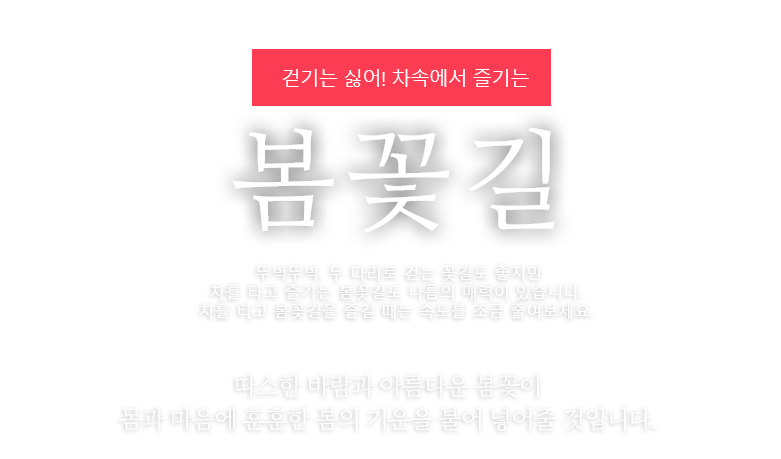 걷기는 싫어! 차속에서 즐기는
봄꽃길
뚜벅뚜벅, 두 다리로 걷는 꽃길도 좋지만
차를 타고 즐기는 봄꽃길도 나름의 매력이 있습니다.
차를 타고 봄꽃길을 즐길 때는 속도를 조금 줄여보세요.
따스한 바람과 아름다운 봄꽃이
몸과 마음에 훈훈한 봄의 기운을 불어 넣어줄 것입니다.